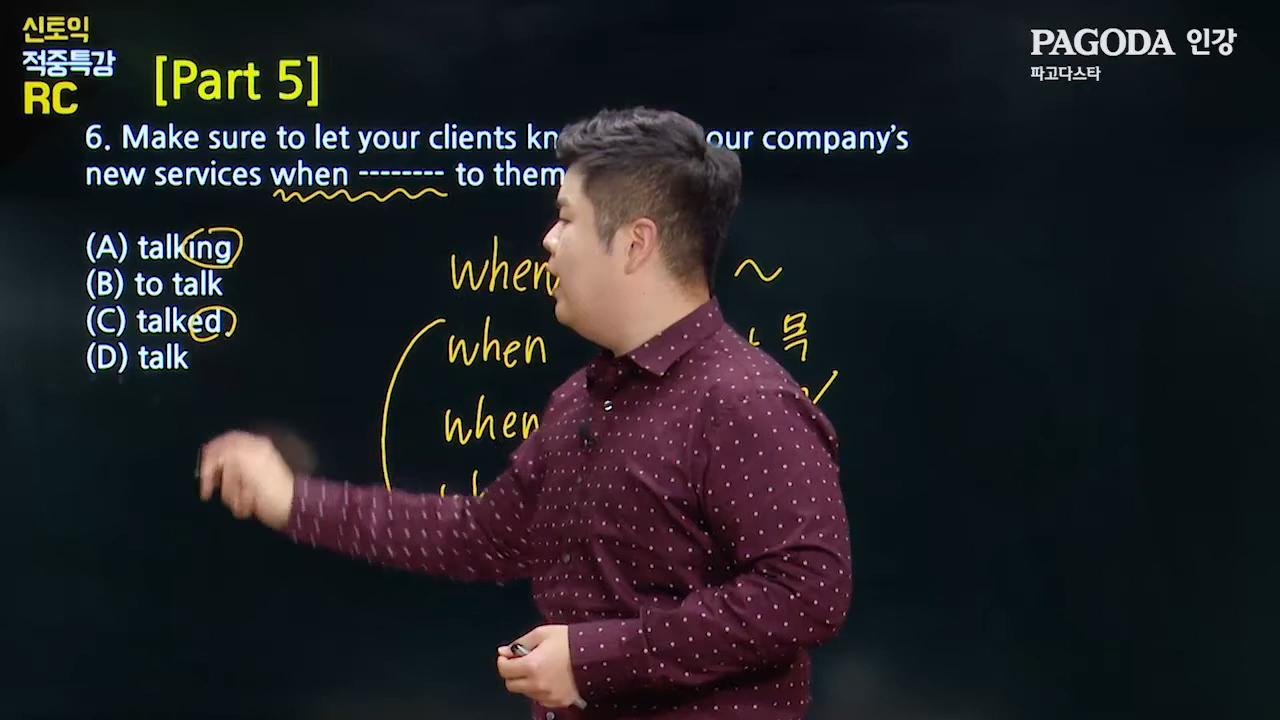 신토익
적중특강
RC
[Part 5]
PAGODA 인강
파고다스타
6. Make sure to let your clients our company's
new services when -------- to them
(A) talking
(B) to talk
(C) talked
(D) talk
when ~
when 목
when